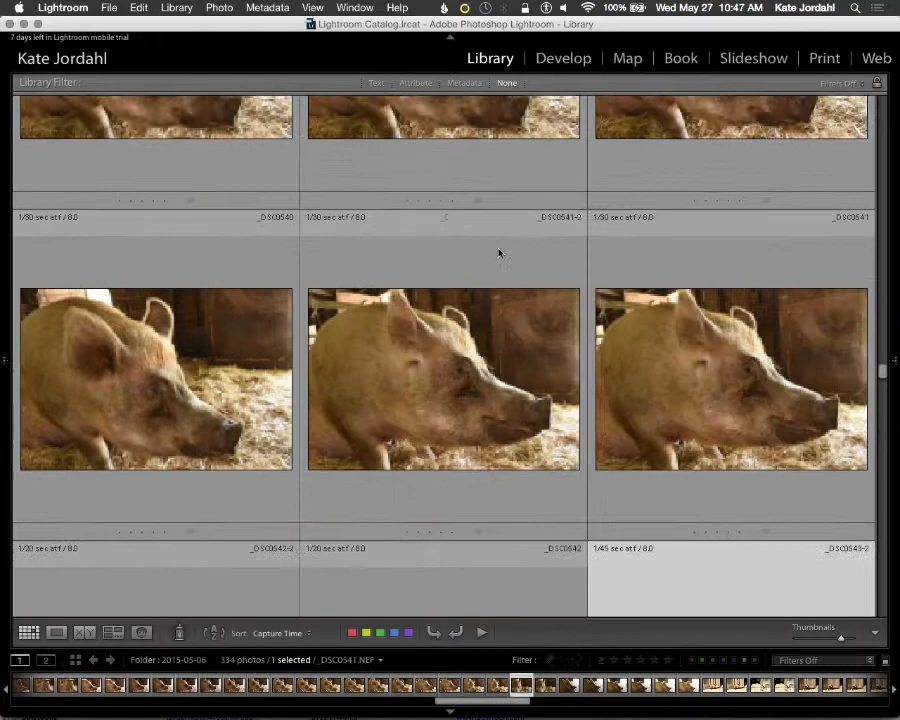 Lightroom File Edit Library Photo Metadata View Window Help 100% Wed May 27 10:47 AM Kate Jordahl
Lightroom Catalog.lrcat - Adobe Photoshop Lightroom - Library
7 days left in Lightroom mobile trial
Kate Jordahl
Library | Develop | Map | Book | Slideshow | Print | Web
Library Filter: Text Attribute Metadata None Filters Off
1/30 sec at f / 8.0 _DSC0540 1/30 sec at f / 8.0 _DSC0541-2 1/30 sec at f / 8.0 _DSC0541
1/20 sec at f / 8.0 _DSC0542-2 1/20 sec at f / 8.0 _DSC0542 1/45 sec at f / 8.0 _DSC0543-2
Sort: Capture Time Thumbnails
1 2 Folder: 2015-05-06 334 photos / 1 selected / _DSC0541.NEF Filter: Filters Off